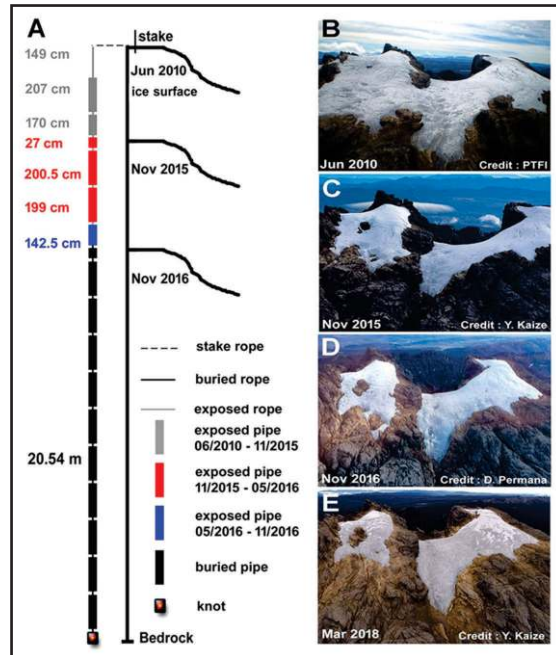 A
stake
149 cm
Jun 2010
ice surface
207 cm
170 cm
27 cm
200.5 cm
Nov 2015
199 cm
142.5 cm
Nov 2016
stake rope
buried rope
exposed rope
exposed pipe
06/2010 - 11/2015
exposed pipe
11/2015 - 05/2016
20.54 m
exposed pipe
05/2016 - 11/2016
buried pipe
knot
Bedrock
B
Jun 2010
Credit : PTFI
C
Nov 2015
Credit : Y. Kaize
D
Nov 2016
Credit : D. Permana
E
Mar 2018
Credit : Y. Kaize